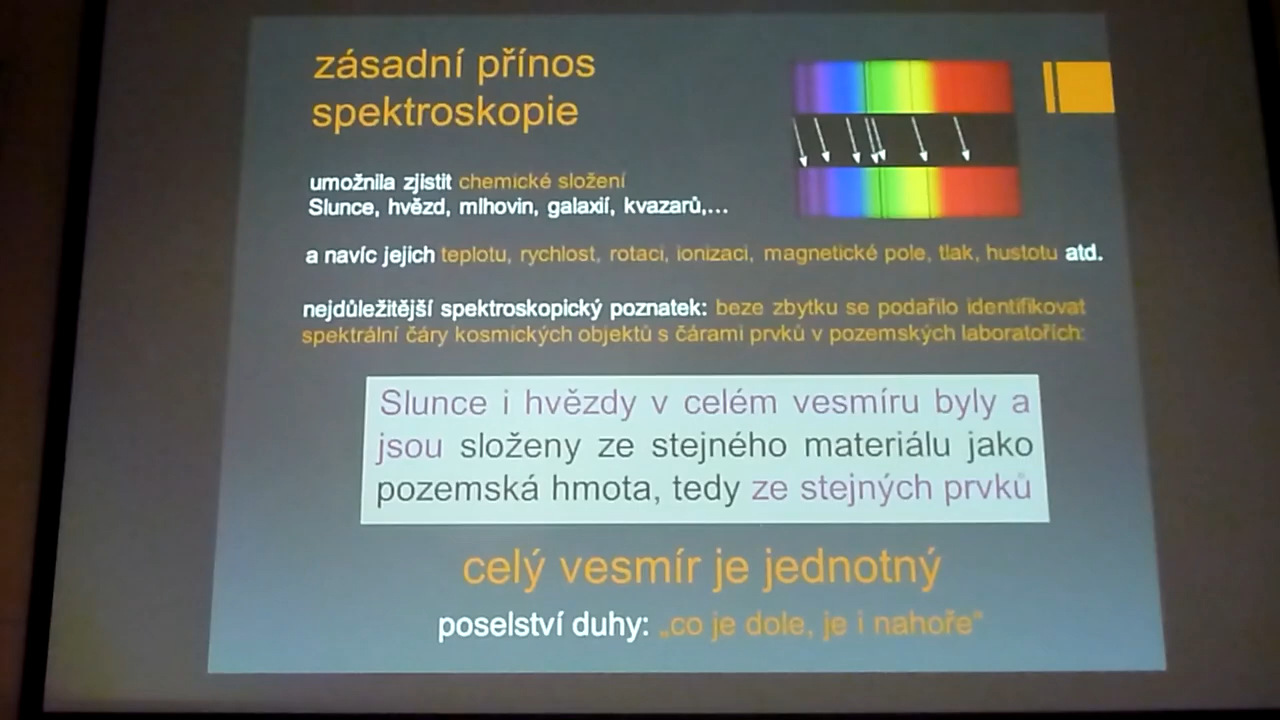 zásadní přínos
spektroskopie
umožnila zjistit chemické složení
Slunce, hvězd, mlhovin, galaxií, kvazarů,...
a navíc jejich teplotu, rychlost, rotaci, ionizaci, magnetické pole, tlak, hustotu atd.
nejdůležitější spektroskopický poznatek: beze zbytku se podařilo identifikovat
spektrální čáry kosmických objektů s čárami prvků v pozemských laboratořích:
Slunce i hvězdy v celém vesmíru byly a
jsou složeny ze stejného materiálu jako
pozemská hmota, tedy ze stejných prvků
celý vesmír je jednotný
poselství duhy: „co je dole, je i nahoře“